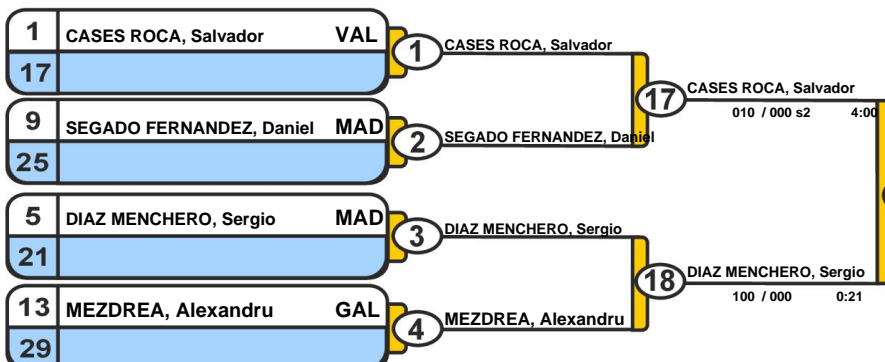 1 CASES ROCA, Salvador VAL
17
1 CASES ROCA, Salvador
9 SEGADO FERNANDEZ, Daniel MAD
25
2 SEGADO FERNANDEZ, Daniel
17 CASES ROCA, Salvador
010 / 000 s2 4:00
5 DIAZ MENCHERO, Sergio MAD
21
3 DIAZ MENCHERO, Sergio
13 MEZDREA, Alexandru GAL
29
4 MEZDREA, Alexandru
18 DIAZ MENCHERO, Sergio
100 / 000 0:21